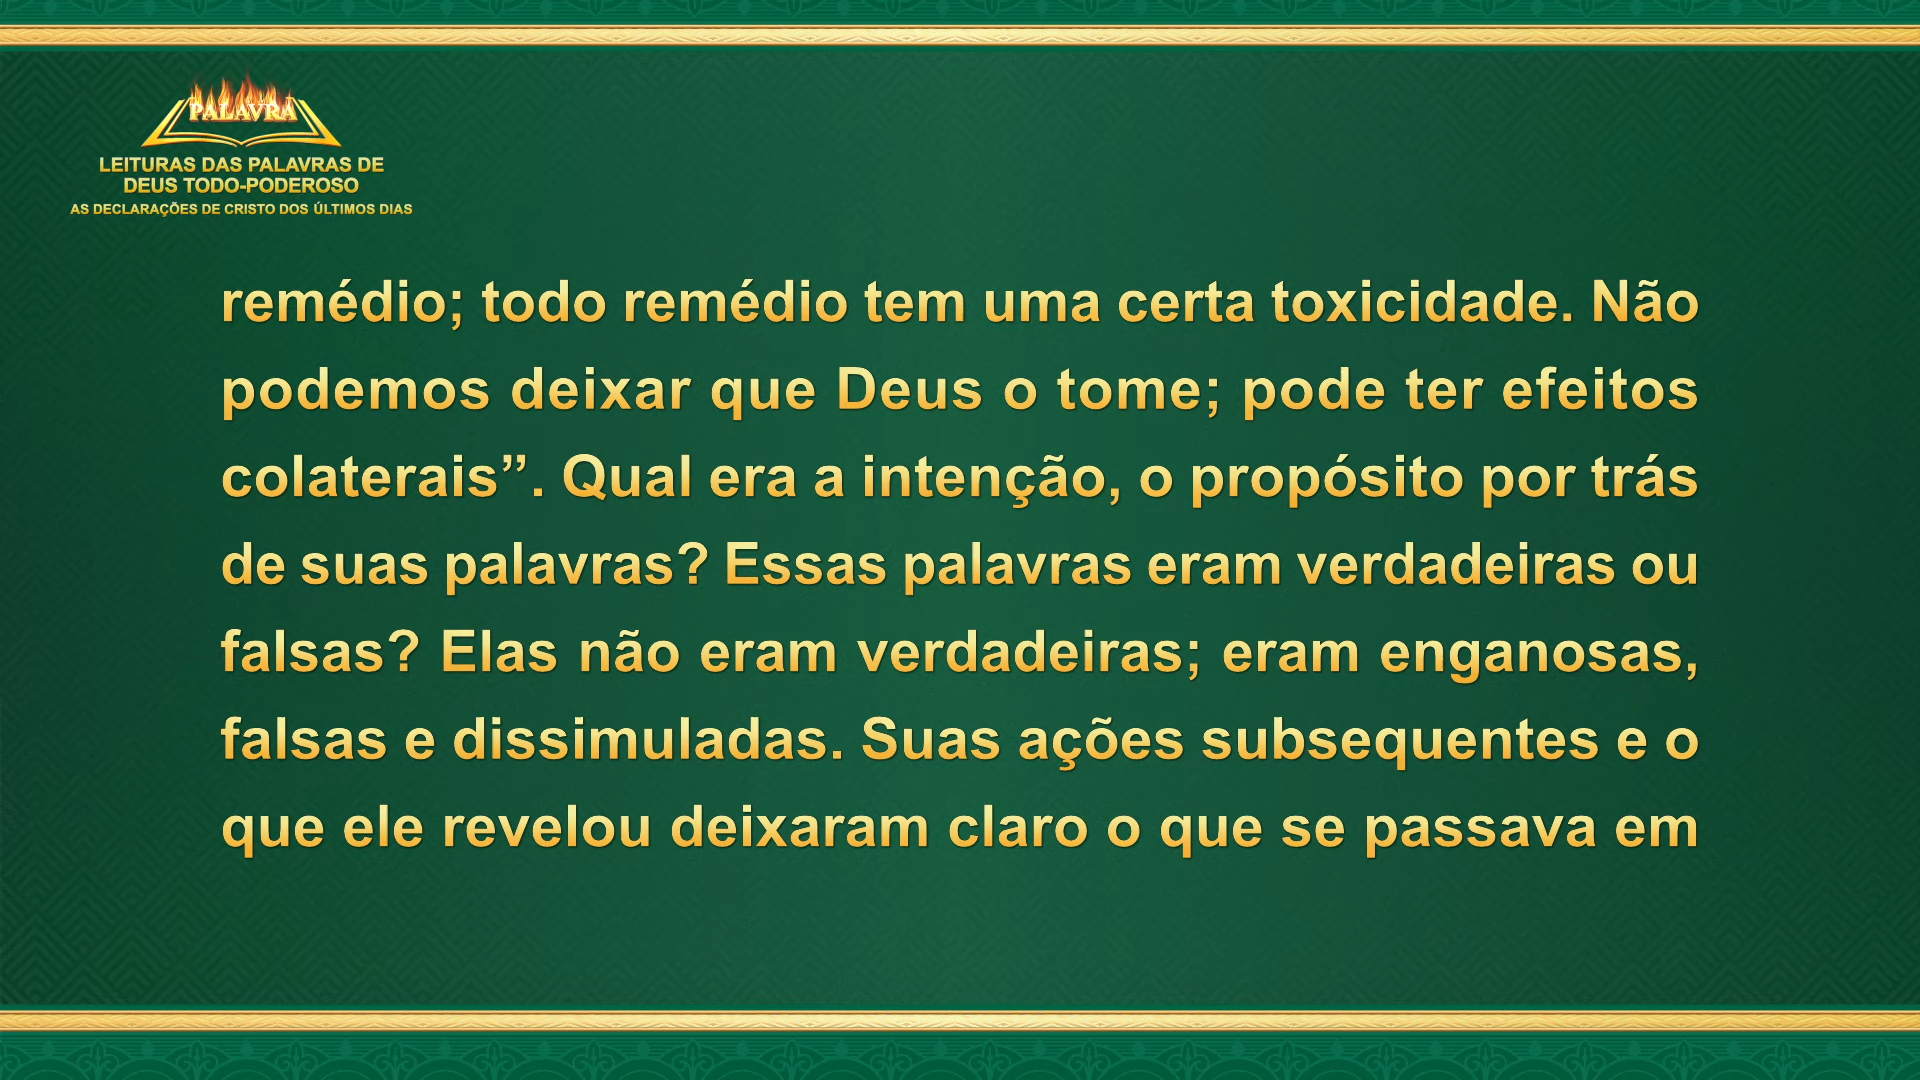 PALAVRA
LEITURAS DAS PALAVRAS DE
DEUS TODO-PODEROSO
AS DECLARAÇÕES DE CRISTO DOS ÚLTIMOS DIAS
remédio; todo remédio tem uma certa toxicidade. Não
podemos deixar que Deus o tome; pode ter efeitos
colaterais”. Qual era a intenção, o propósito por trás
de suas palavras? Essas palavras eram verdadeiras ou
falsas? Elas não eram verdadeiras; eram enganosas,
falsas e dissimuladas. Suas ações subsequentes e o
que ele revelou deixaram claro o que se passava em